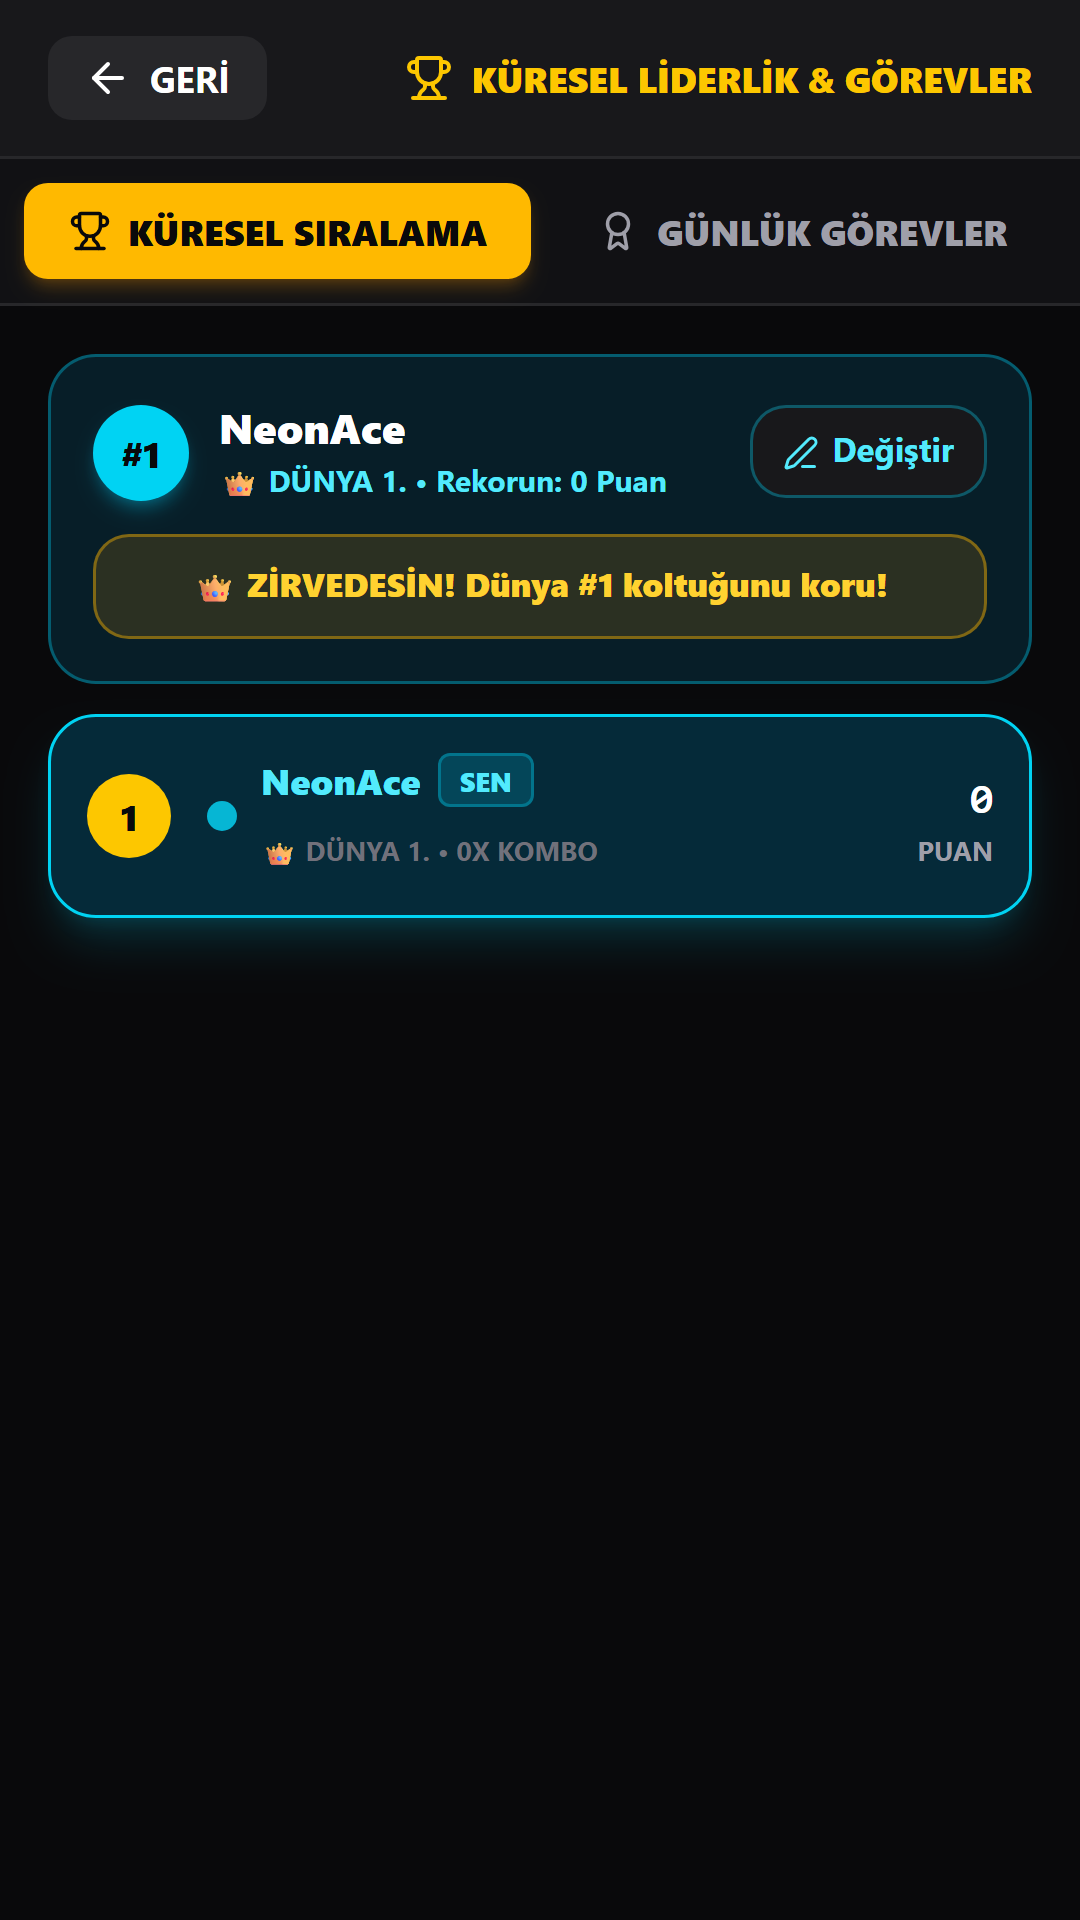 GERİ
KÜRESEL LİDERLİK & GÖREVLER
KÜRESEL SIRALAMA
GÜNLÜK GÖREVLER
#1
NeonAce
👑 DÜNYA 1. • Rekorun: 0 Puan
Değiştir
👑 ZİRVEDESİN! Dünya #1 koltuğunu koru!
1
NeonAce
SEN
👑 DÜNYA 1. • 0X KOMBO
0
PUAN